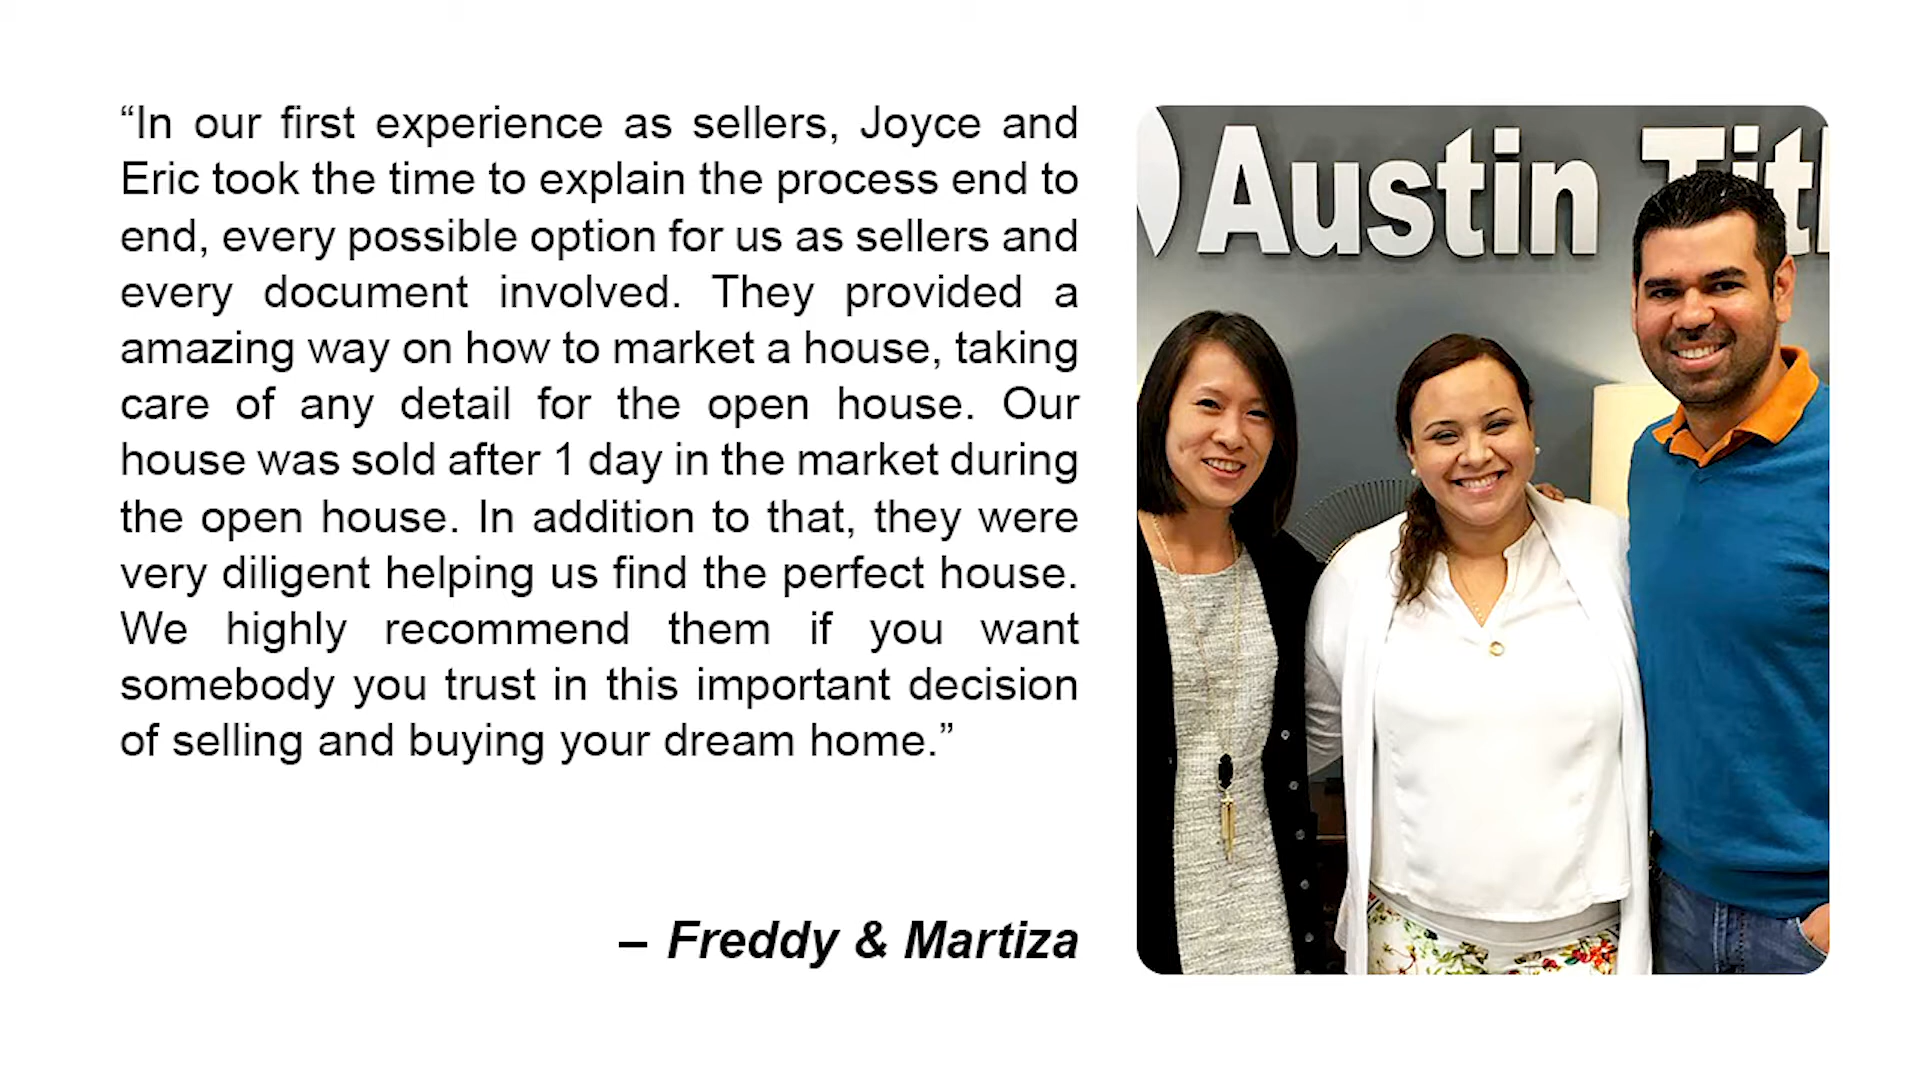 “In our first experience as sellers, Joyce and
Eric took the time to explain the process end to
end, every possible option for us as sellers and
every document involved. They provided a
amazing way on how to market a house, taking
care of any detail for the open house. Our
house was sold after 1 day in the market during
the open house. In addition to that, they were
very diligent helping us find the perfect house.
We highly recommend them if you want
somebody you trust in this important decision
of selling and buying your dream home.”
– Freddy & Martiza
Austin Titl